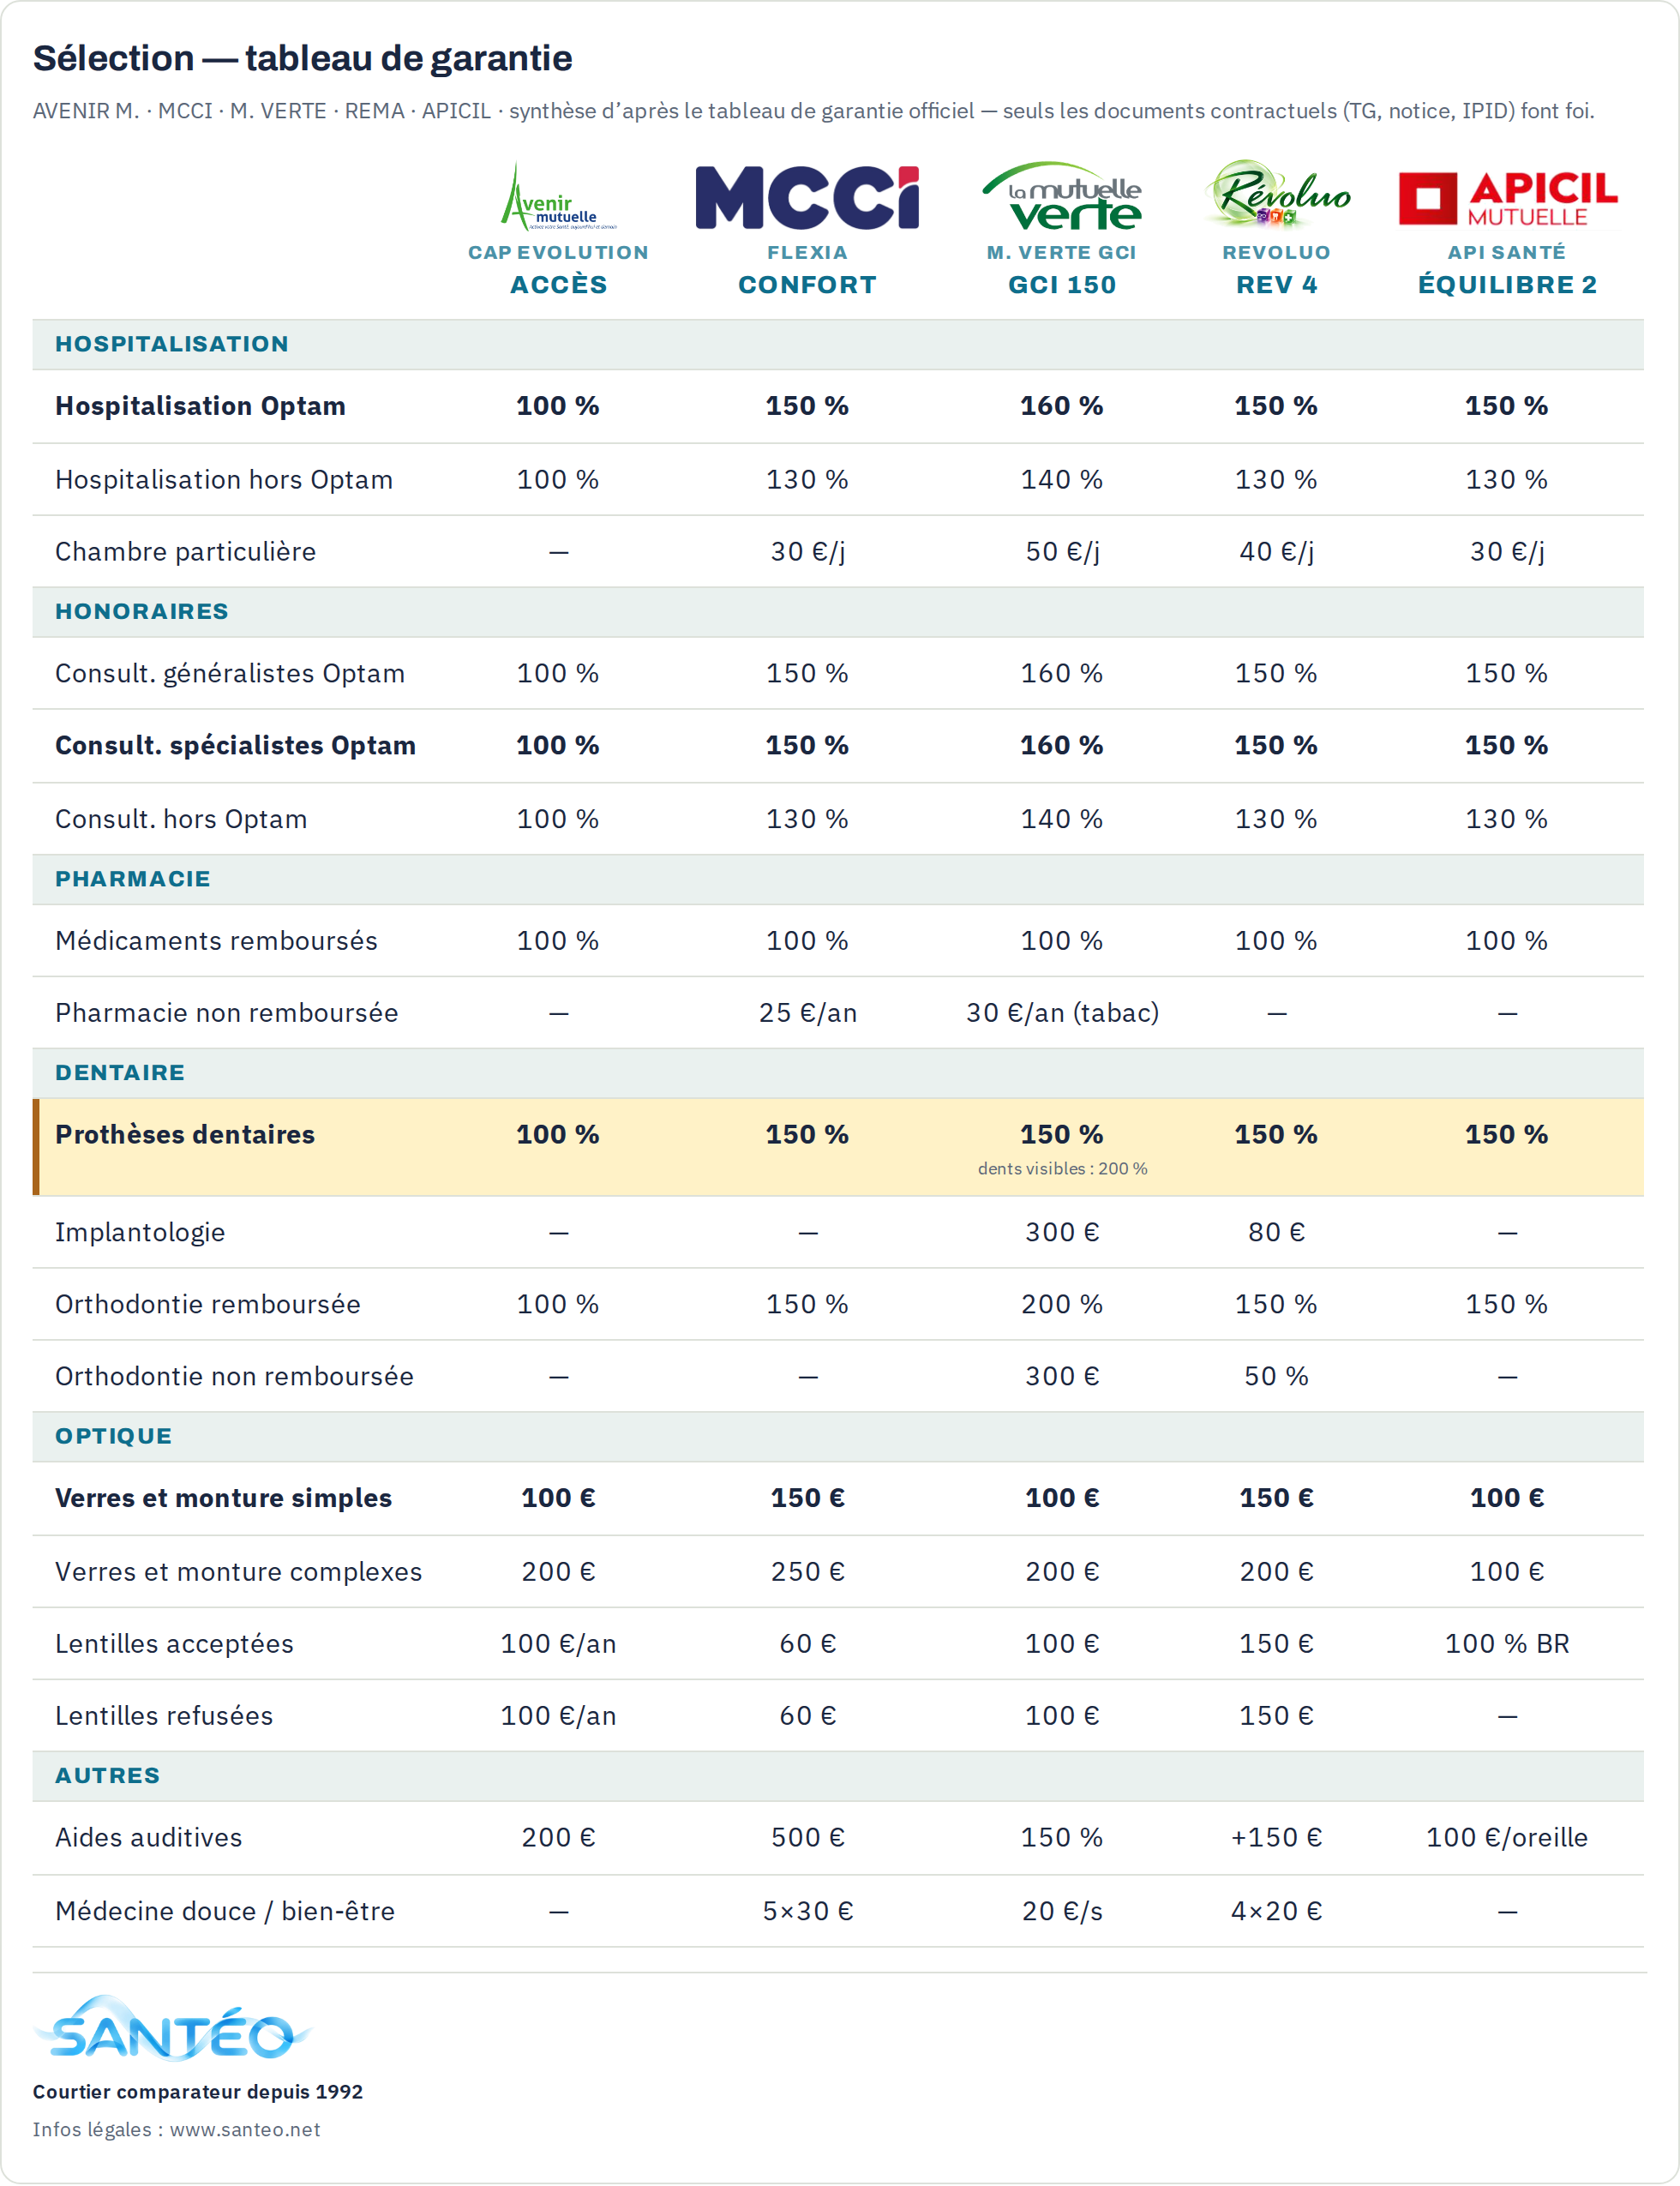 Sélection — tableau de garantie
AVENIR M. · MCCI · M. VERTE · REMA · APICIL · synthèse d’après le tableau de garantie officiel — seuls les documents contractuels (TG, notice, IPID) font foi.
Avenir mutuelle
MCCi
la mutuelle verte
Révoluo
APICIL MUTUELLE
CAP EVOLUTION FLEXIA M. VERTE GCI REVOLUO API SANTÉ
ACCÈS CONFORT GCI 150 REV 4 ÉQUILIBRE 2
HOSPITALISATION
Hospitalisation Optam 100 % 150 % 160 % 150 % 150 %
Hospitalisation hors Optam 100 % 130 % 140 % 130 % 130 %
Chambre particulière — 30 €/j 50 €/j 40 €/j 30 €/j
HONORAIRES
Consult. généralistes Optam 100 % 150 % 160 % 150 % 150 %
Consult. spécialistes Optam 100 % 150 % 160 % 150 % 150 %
Consult. hors Optam 100 % 130 % 140 % 130 % 130 %
PHARMACIE
Médicaments remboursés 100 % 100 % 100 % 100 % 100 %
Pharmacie non remboursée — 25 €/an 30 €/an (tabac) — —
DENTAIRE
Prothèses dentaires 100 % 150 % 150 % 150 % 150 %
dents visibles : 200 %
Implantologie — — 300 € 80 € —
Orthodontie remboursée 100 % 150 % 200 % 150 % 150 %
Orthodontie non remboursée — — 300 € 50 % —
OPTIQUE
Verres et monture simples 100 € 150 € 100 € 150 € 100 €
Verres et monture complexes 200 € 250 € 200 € 200 € 100 €
Lentilles acceptées 100 €/an 60 € 100 € 150 € 100 % BR
Lentilles refusées 100 €/an 60 € 100 € 150 € —
AUTRES
Aides auditives 200 € 500 € 150 % +150 € 100 €/oreille
Médecine douce / bien-être — 5×30 € 20 €/s 4×20 € —
SANTÉO
Courtier comparateur depuis 1992
Infos légales : www.santeo.net